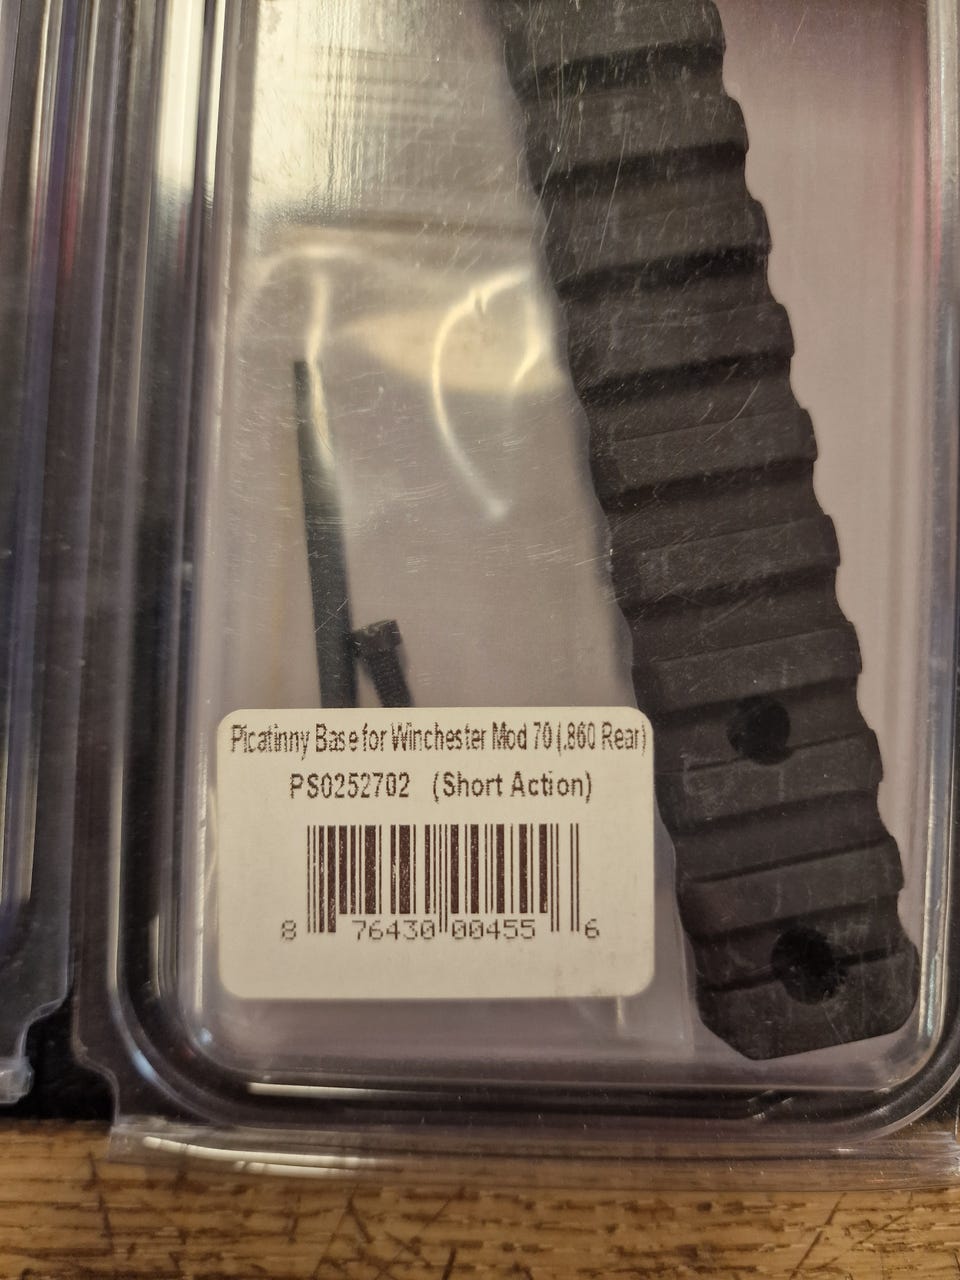 Picatinny Base for Winchester Mod 70 (.860 Rear)
PS0252702 (Short Action)
8 76430 00455 6